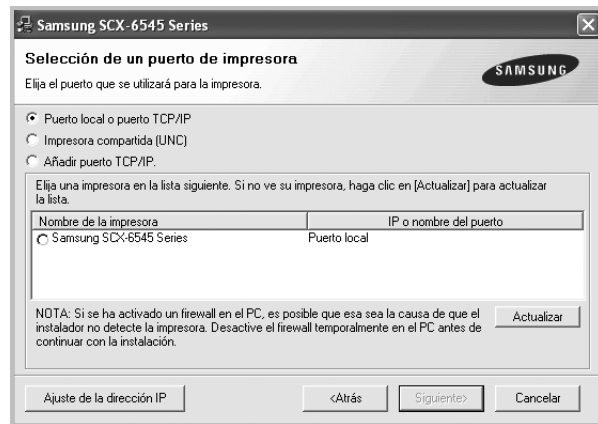 Samsung SCX-6545 Series
Selección de un puerto de impresora
Elija el puerto que se utilizará para la impresora.
SAMSUNG
Puerto local o puerto TCP/IP
Impresora compartida (UNC)
Añadir puerto TCP/IP.
Elija una impresora en la lista siguiente. Si no ve su impresora, haga clic en [Actualizar] para actualizar
la lista.
Nombre de la impresora IP o nombre del puerto
Samsung SCX-6545 Series Puerto local
NOTA: Si se ha activado un firewall en el PC, es posible que esa sea la causa de que el
instalador no detecte la impresora. Desactive el firewall temporalmente en el PC antes de
continuar con la instalación.
Actualizar
Ajuste de la dirección IP <Atrás Siguiente> Cancelar